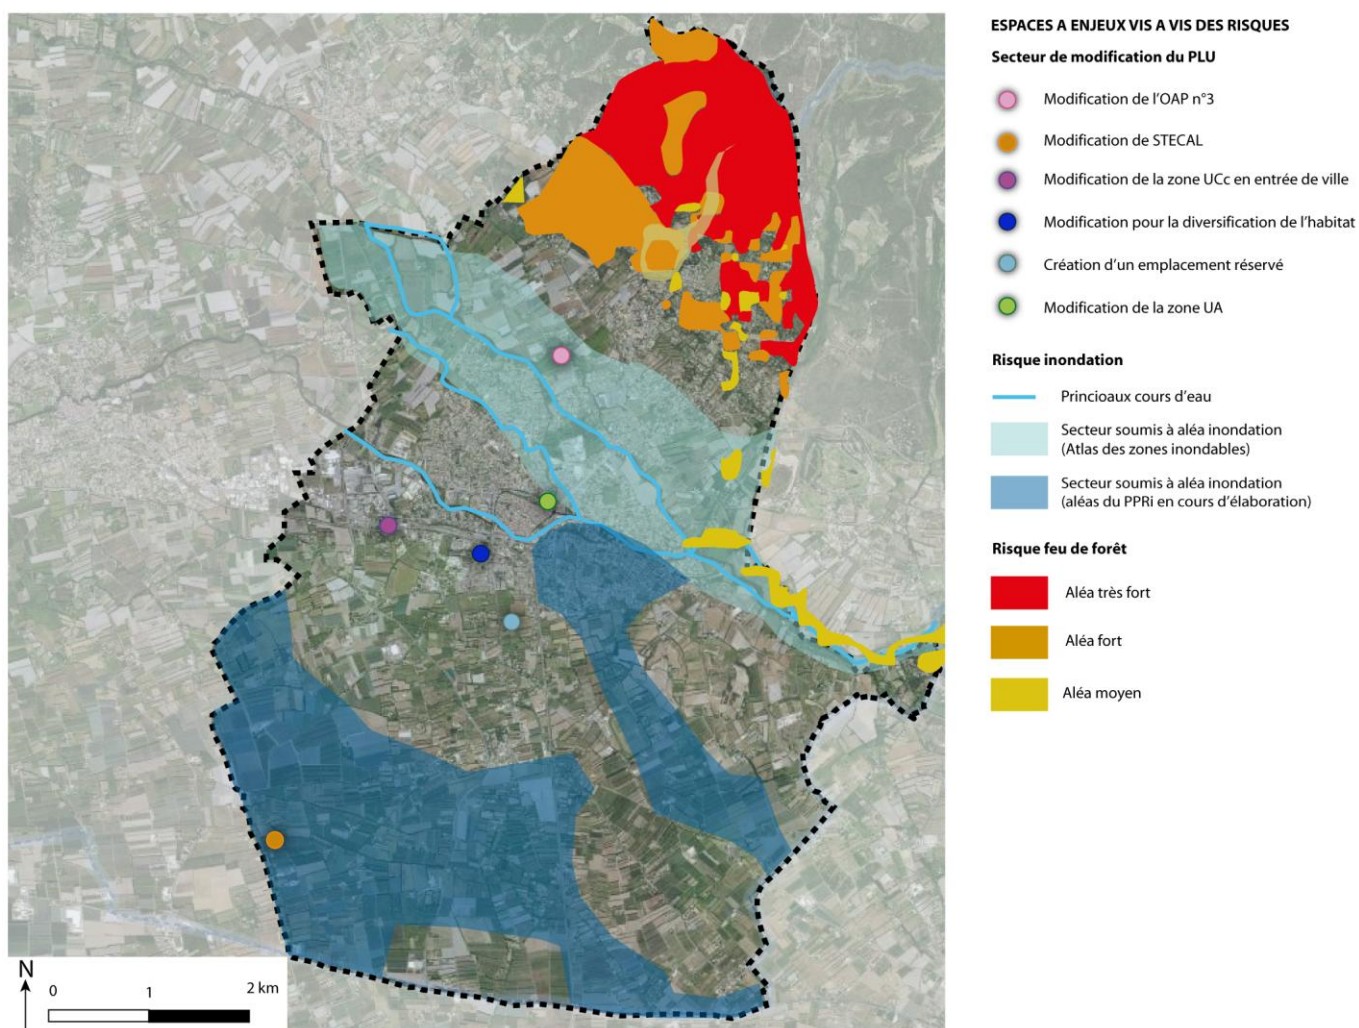 ESPACES A ENJEUX VIS A VIS DES RISQUES
Secteur de modification du PLU
Modification de l'OAP n°3
Modification de STECAL
Modification de la zone UCc en entrée de ville
Modification pour la diversification de l'habitat
Création d'un emplacement réservé
Modification de la zone UA
Risque inondation
Princioaux cours d'eau
Secteur soumis à aléa inondation
(Atlas des zones inondables)
Secteur soumis à aléa inondation
(aléas du PPRi en cours d'élaboration)
Risque feu de forêt
Aléa très fort
Aléa fort
Aléa moyen
N
0 1 2 km